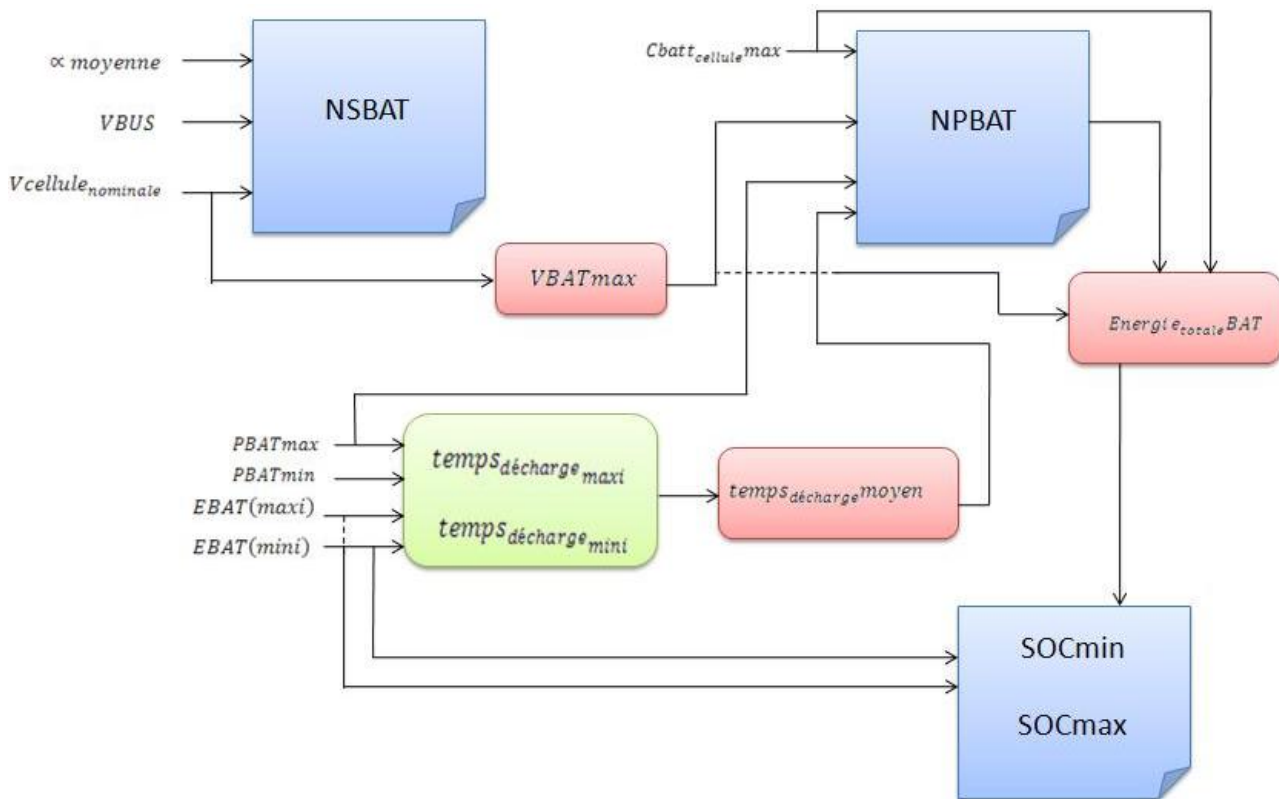 ∝ moyenne
VBUS
Vcellule_nominale
NSBAT
Cbatt_cellule max
NPBAT
VBATmax
Energie_totale BAT
PBATmax
PBATmin
EBAT(maxi)
EBAT(mini)
temps_décharge_maxi
temps_décharge_mini
temps_décharge moyen
SOCmin
SOCmax